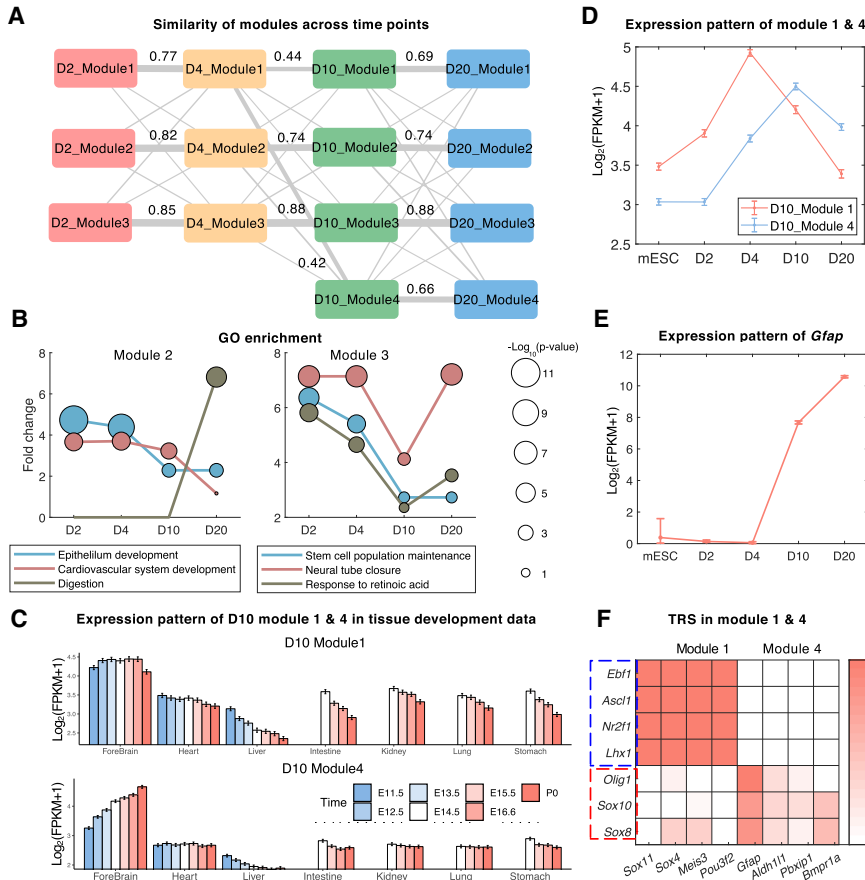 A
Similarity of modules across time points
D2_Module1
0.77
D4_Module1
0.44
D10_Module1
0.69
D20_Module1
D2_Module2
0.82
D4_Module2
0.74
D10_Module2
0.74
D20_Module2
D2_Module3
0.85
D4_Module3
0.88
D10_Module3
0.88
D20_Module3
0.42
D10_Module4
0.66
D20_Module4
B
GO enrichment
Module 2
Module 3
Fold change
8
4
4
0
8
6
4
2
D2 D4 D10 D20
D2 D4 D10 D20
-Log10(p-value)
11
9
7
5
3
1
Epithelium development
Cardiovascular system development
Digestion
Stem cell population maintenance
Neural tube closure
Response to retinoic acid
C
Expression pattern of D10 module 1 & 4 in tissue development data
D10 Module1
Log2(FPKM+1)
4.5
3.5
2.5
ForeBrain Heart Liver Intestine Kidney Lung Stomach
D10 Module4
Log2(FPKM+1)
4
3
2
Time
E11.5 E13.5 E15.5 P0
E12.5 E14.5 E16.6
ForeBrain Heart Liver Intestine Kidney Lung Stomach
D
Expression pattern of module 1 & 4
Log2(FPKM+1)
5
4.5
4
3.5
3
2.5
D10_Module 1
D10_Module 4
mESC D2 D4 D10 D20
E
Expression pattern of Gfap
Log2(FPKM+1)
12
10
8
6
4
2
0
mESC D2 D4 D10 D20
F
TRS in module 1 & 4
Module 1 Module 4
Ebf1
Ascl1
Nr2f1
Lhx1
Olig1
Sox10
Sox8
Sox11 Sox4 Meis3 Pou3f2 Gfap Aldh1l1 Pbxip1 Bmpr1a